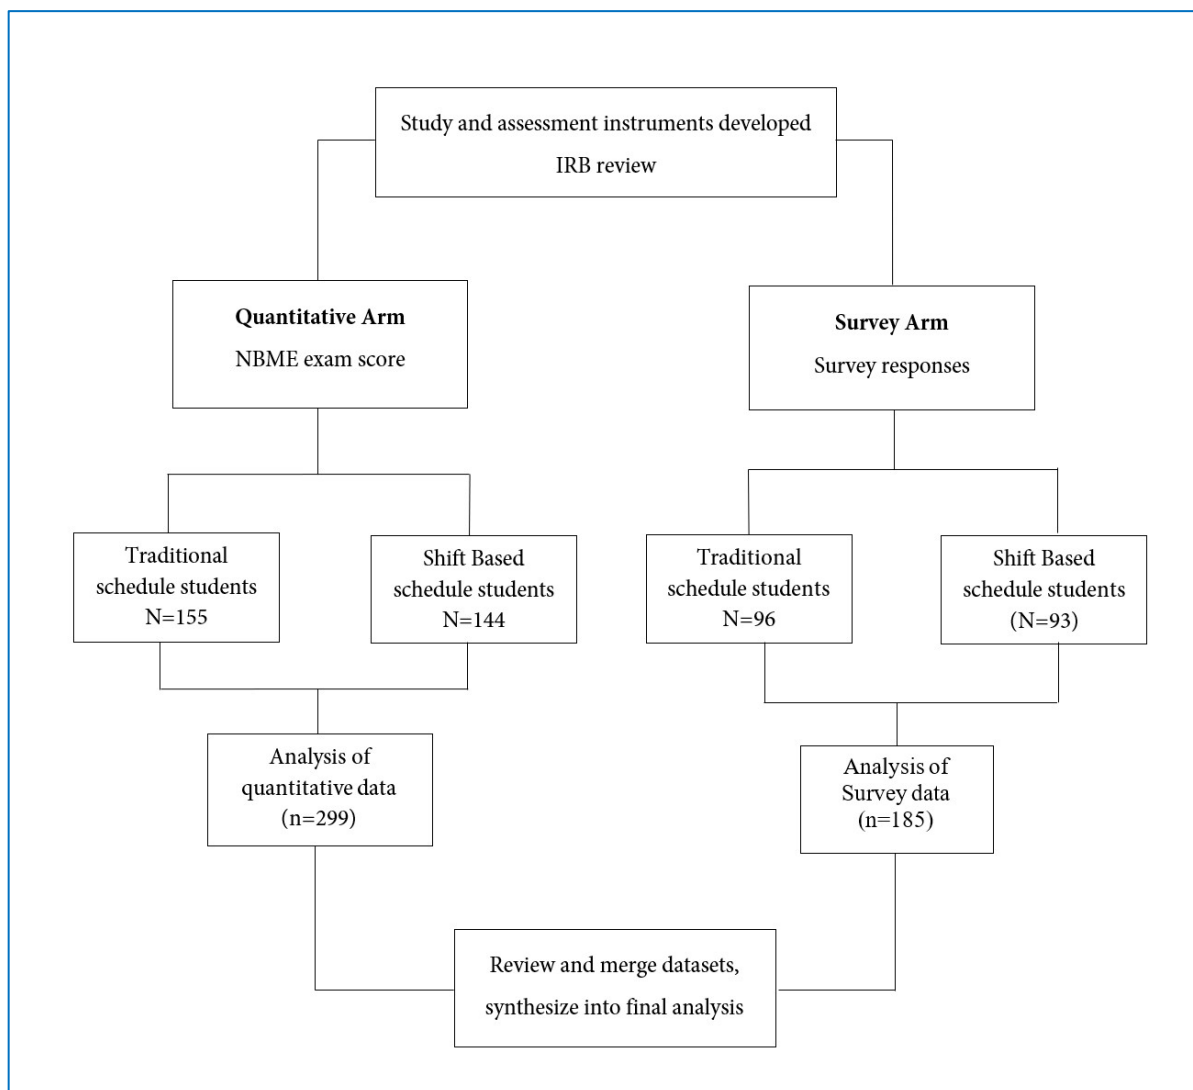 Study and assessment instruments developed
IRB review
Quantitative Arm
NBME exam score
Survey Arm
Survey responses
Traditional
schedule students
N=155
Shift Based
schedule students
N=144
Traditional
schedule students
N=96
Shift Based
schedule students
(N=93)
Analysis of
quantitative data
(n=299)
Analysis of
Survey data
(n=185)
Review and merge datasets,
synthesize into final analysis